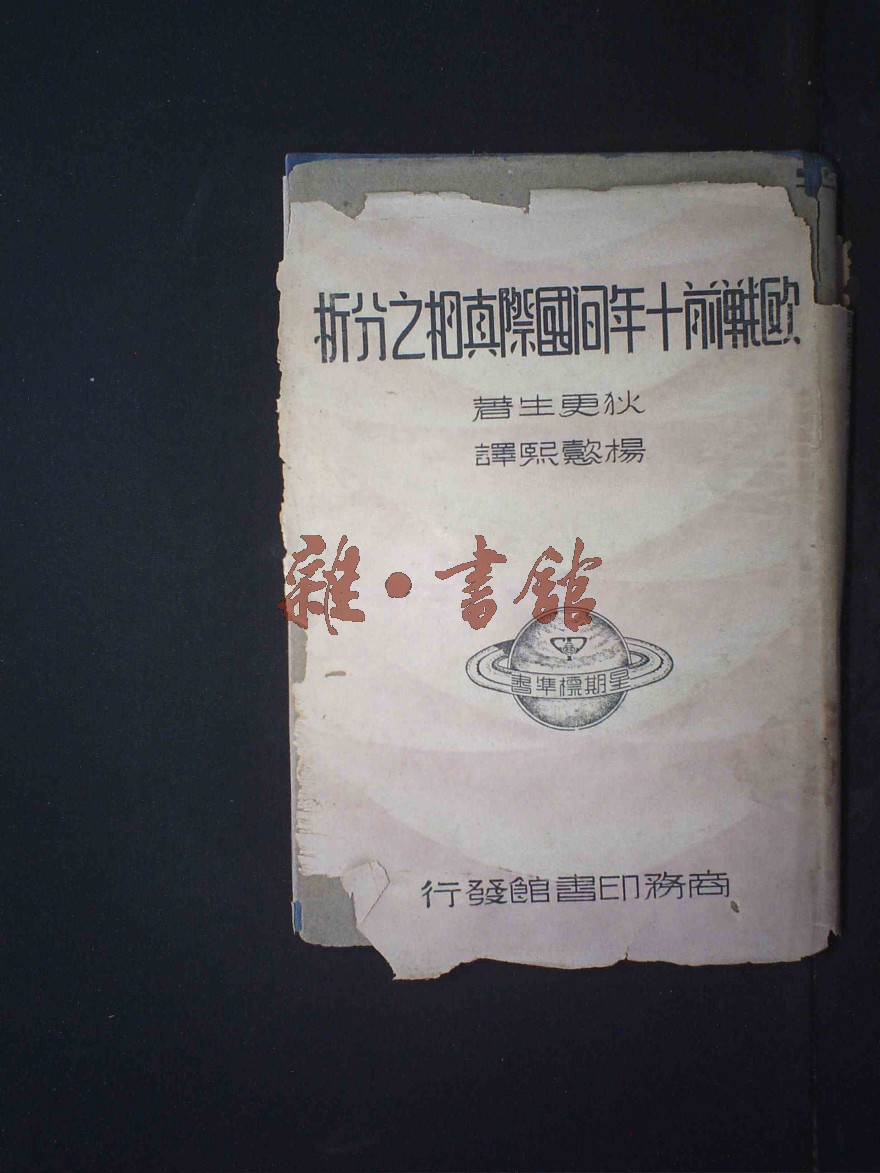 歐戰前十年间國際真相之分析
狄更生著
楊懿熙譯
雜·書館
星期標準書
商務印書館發行